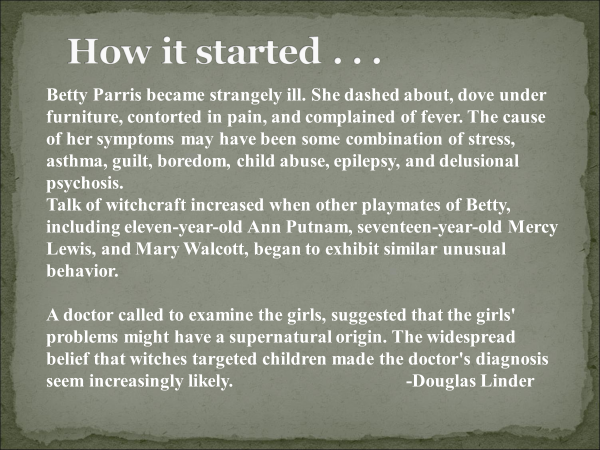 How it started . . .
Betty Parris became strangely ill. She dashed about, dove under
furniture, contorted in pain, and complained of fever. The cause
of her symptoms may have been some combination of stress,
asthma, guilt, boredom, child abuse, epilepsy, and delusional
psychosis.
Talk of witchcraft increased when other playmates of Betty,
including eleven-year-old Ann Putnam, seventeen-year-old Mercy
Lewis, and Mary Walcott, began to exhibit similar unusual
behavior.
A doctor called to examine the girls, suggested that the girls'
problems might have a supernatural origin. The widespread
belief that witches targeted children made the doctor's diagnosis
seem increasingly likely. -Douglas Linder